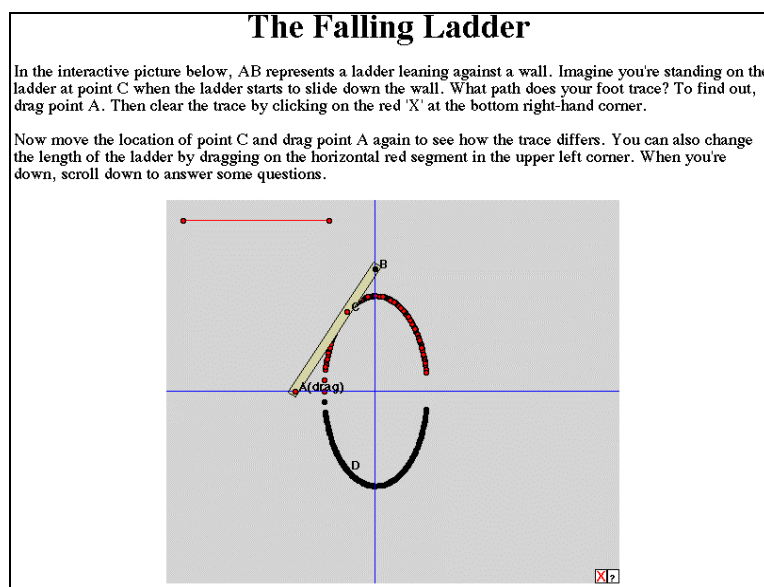 The Falling Ladder
In the interactive picture below, AB represents a ladder leaning against a wall. Imagine you're standing on the
ladder at point C when the ladder starts to slide down the wall. What path does your foot trace? To find out,
drag point A. Then clear the trace by clicking on the red 'X' at the bottom right-hand corner.
Now move the location of point C and drag point A again to see how the trace differs. You can also change
the length of the ladder by dragging on the horizontal red segment in the upper left corner. When you're
down, scroll down to answer some questions.
B
C
A(drag)
D
X?